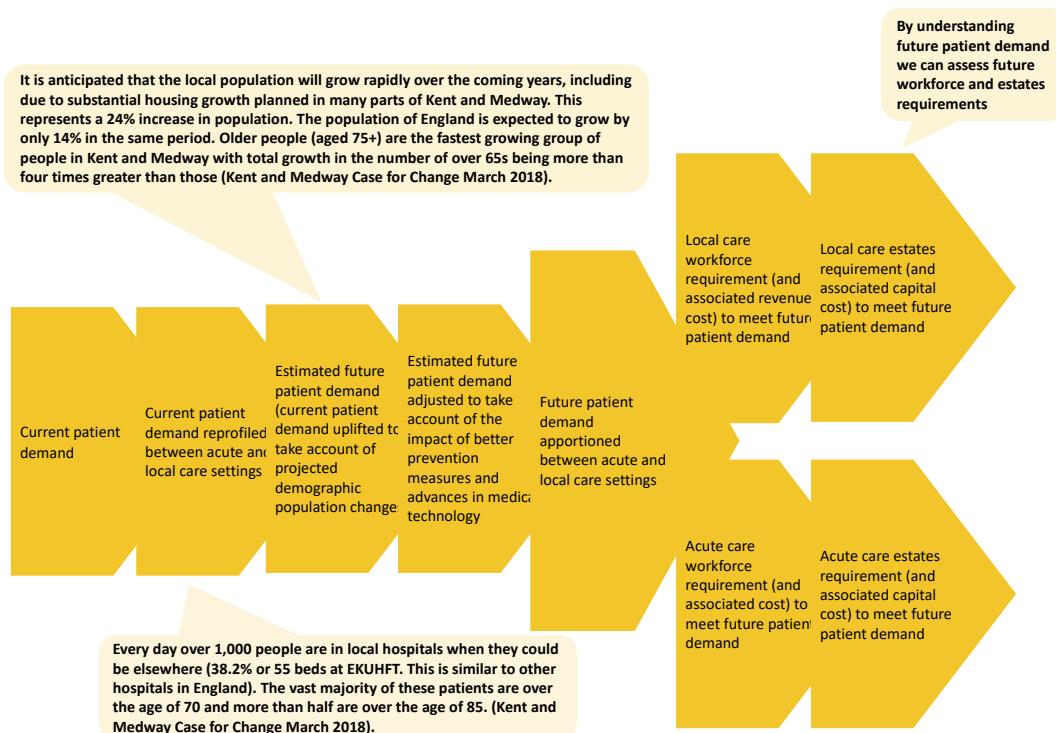 By understanding
future patient demand
we can assess future
workforce and estates
requirements
It is anticipated that the local population will grow rapidly over the coming years, including
due to substantial housing growth planned in many parts of Kent and Medway. This
represents a 24% increase in population. The population of England is expected to grow by
only 14% in the same period. Older people (aged 75+) are the fastest growing group of
people in Kent and Medway with total growth in the number of over 65s being more than
four times greater than those (Kent and Medway Case for Change March 2018).
Current patient
demand
Current patient
demand reprofiled
between acute and
local care settings
Estimated future
patient demand
(current patient
demand uplifted to
take account of
projected
demographic
population change
Estimated future
patient demand
adjusted to take
account of the
impact of better
prevention
measures and
advances in medica
technology
Future patient
demand
apportioned
between acute and
local care settings
Local care
workforce
requirement (and
associated revenue
cost) to meet future
patient demand
Local care estates
requirement (and
associated capital
cost) to meet future
patient demand
Acute care
workforce
requirement (and
associated cost) to
meet future patient
demand
Acute care estates
requirement (and
associated capital
cost) to meet future
patient demand
Every day over 1,000 people are in local hospitals when they could
be elsewhere (38.2% or 55 beds at EKUHFT. This is similar to other
hospitals in England). The vast majority of these patients are over
the age of 70 and more than half are over the age of 85. (Kent and
Medway Case for Change March 2018).